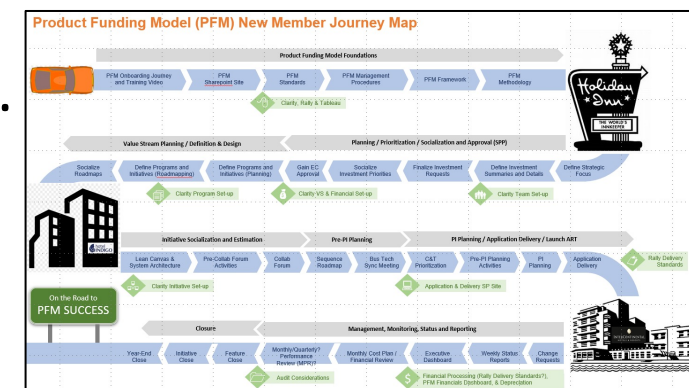 Product Funding Model (PFM) New Member Journey Map
Product Funding Model Foundations
PFM Onboarding Journey
and Training Video
PFM
Sharepoint Site
PFM
Standards
PFM Management
Procedures
PFM Framework
PFM
Methodology
Clarity, Rally & Tableau
Holiday
Inn
THE WORLD'S
INNKEEPER
Value Stream Planning / Definition & Design
Planning / Prioritization / Socialization and Approval (SPP)
Socialize
Roadmaps
Define Programs and
Initiatives (Roadmapping)
Define Programs and
Initiatives (Planning)
Gain EC
Approval
Socialize
Investment Priorities
Finalize Investment
Requests
Define Investment
Summaries and Details
Define Strategic
Focus
Clarity Program Set-up
Clarity VS & Financial Set-up
Clarity Team Set-up
INDIGO
Initiative Socialization and Estimation
Pre-PI Planning
PI Planning / Application Delivery / Launch ART
Lean Canvas &
System Architecture
Pre-Collab Forum
Activities
Collab
Forum
Sequence
Roadmap
Bus Tech
Sync Meeting
C&T
Prioritization
Pre-PI Planning
Activities
PI
Planning
Application
Delivery
Rally Delivery
Standards
Clarity Initiative Set-up
Application & Delivery SP Site
On the Road to
PFM SUCCESS
Closure
Management, Monitoring, Status and Reporting
Year-End
Close
Initiative
Close
Feature
Close
Monthly/Quarterly?
Performance
Review (MPR)?
Monthly Cost Plan /
Financial Review
Executive
Dashboard
Weekly Status
Reports
Change
Requests
Audit Considerations
Financial Processing (Rally Delivery Standards?),
PFM Financials Dashboard, & Depreciation